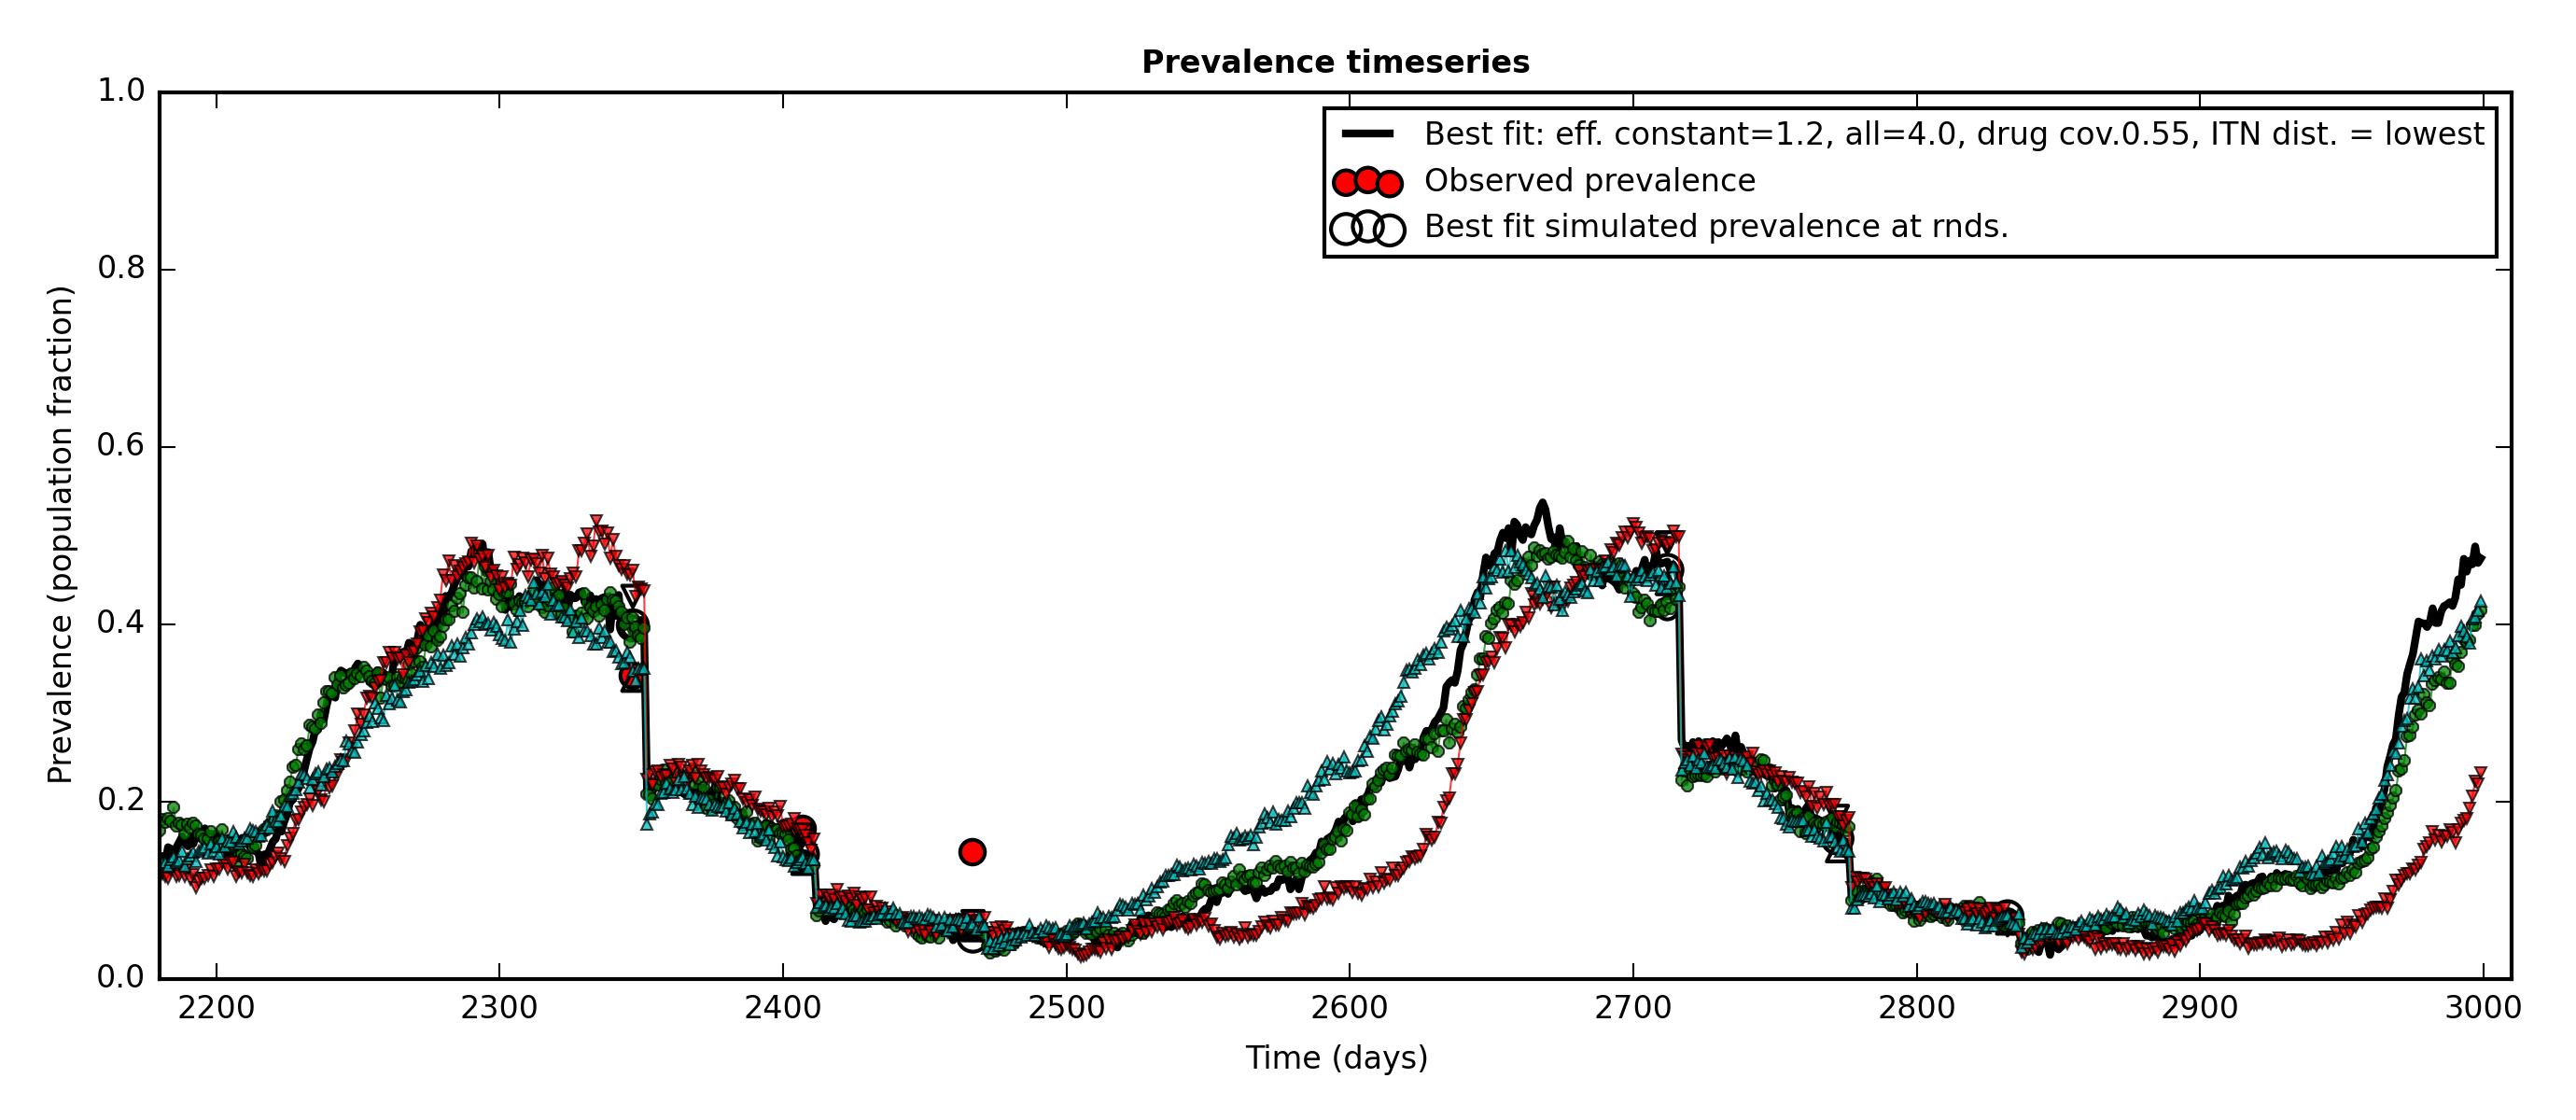 Prevalence timeseries
Best fit: eff. constant=1.2, all=4.0, drug cov.0.55, ITN dist. = lowest
Observed prevalence
Best fit simulated prevalence at rnds.
Prevalence (population fraction)
1.0
0.8
0.6
0.4
0.2
0.0
2200 2300 2400 2500 2600 2700 2800 2900 3000
Time (days)